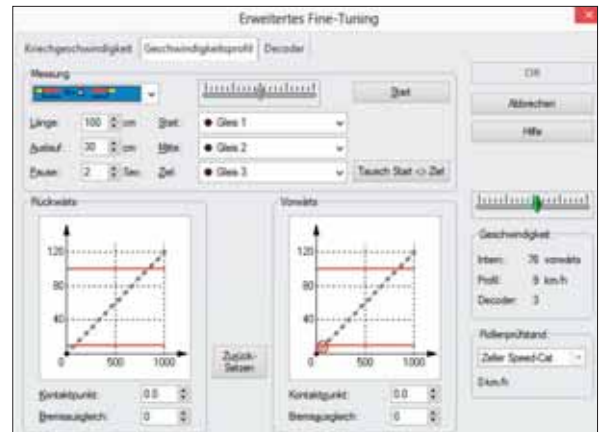 Erweitertes Fine-Tuning
Kriechgeschwindigkeit Geschwindigkeitsprofil Decoder
Messung
Start
Länge: 100 cm Start: Gleis 1
Auslauf: 30 cm Mitte: Gleis 2
Pause: 2 Sec. Ziel: Gleis 3 Tausch Start <> Ziel
OK
Abbrechen
Hilfe
Rückwärts
120
80
40
0 500 1000
Kontaktpunkt: 0.0
Bremsausgleich: 0
Zurück-
Setzen
Vorwärts
120
80
40
0 500 1000
Kontaktpunkt: 0.0
Bremsausgleich: 0
Geschwindigkeit
Intern: 76 vorwärts
Profil: 9 km/h
Decoder: 3
Rollenprüfstand
Zeller Speed-Cat
0 km/h